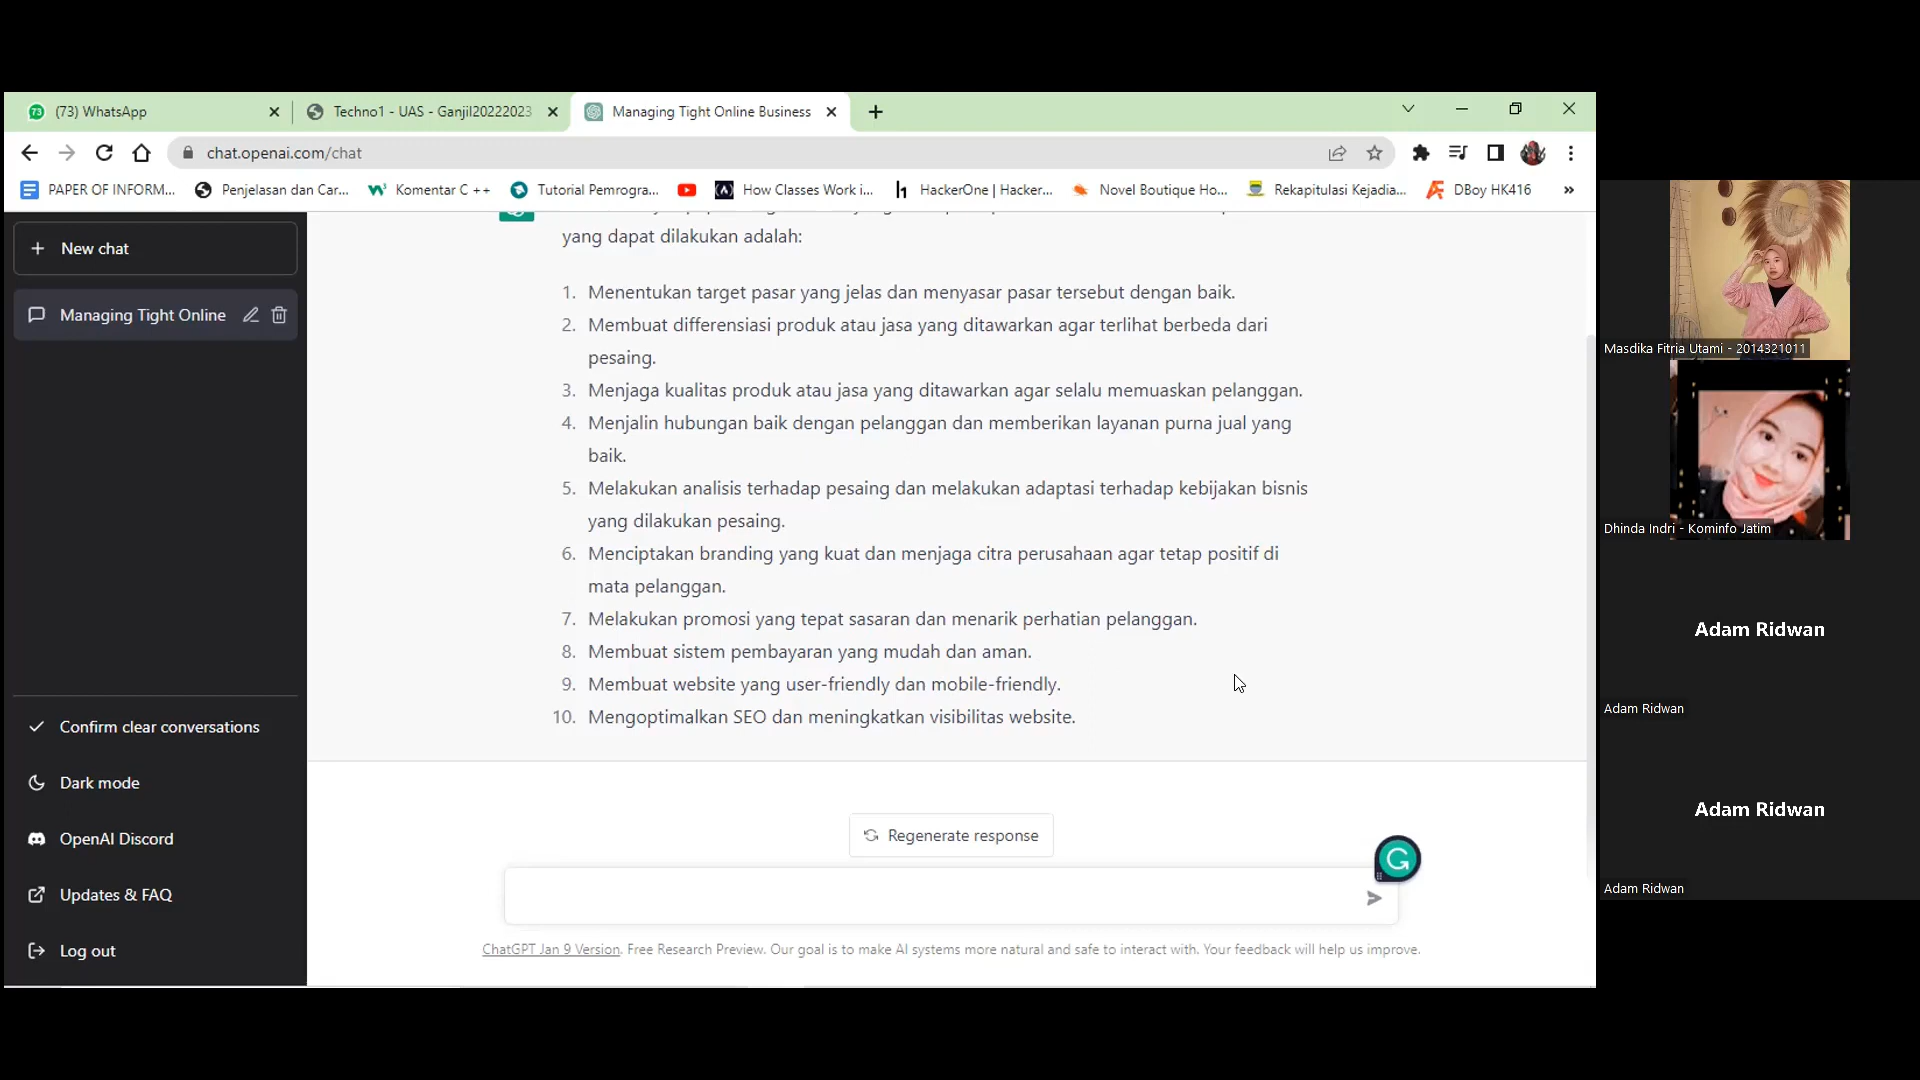 (73) WhatsApp
Techno1 - UAS - Ganjil20222023
Managing Tight Online Business
chat.openai.com/chat
PAPER OF INFORM...
Penjelasan dan Car...
Komentar C ++
Tutorial Pemrogra...
How Classes Work i...
HackerOne | Hacker...
Novel Boutique Ho...
Rekapitulasi Kejadia...
DBoy HK416
»
New chat
Managing Tight Online
Confirm clear conversations
Dark mode
OpenAI Discord
Updates & FAQ
Log out
yang dapat dilakukan adalah:
1. Menentukan target pasar yang jelas dan menyasar pasar tersebut dengan baik.
2. Membuat differensiasi produk atau jasa yang ditawarkan agar terlihat berbeda dari
pesaing.
3. Menjaga kualitas produk atau jasa yang ditawarkan agar selalu memuaskan pelanggan.
4. Menjalin hubungan baik dengan pelanggan dan memberikan layanan purna jual yang
baik.
5. Melakukan analisis terhadap pesaing dan melakukan adaptasi terhadap kebijakan bisnis
yang dilakukan pesaing.
6. Menciptakan branding yang kuat dan menjaga citra perusahaan agar tetap positif di
mata pelanggan.
7. Melakukan promosi yang tepat sasaran dan menarik perhatian pelanggan.
8. Membuat sistem pembayaran yang mudah dan aman.
9. Membuat website yang user-friendly dan mobile-friendly.
10. Mengoptimalkan SEO dan meningkatkan visibilitas website.
Regenerate response
ChatGPT Jan 9 Version. Free Research Preview. Our goal is to make AI systems more natural and safe to interact with. Your feedback will help us improve.
Masdika Fitria Utami - 2014321011
Dhinda Indri - Kominfo Jatim
Adam Ridwan
Adam Ridwan
Adam Ridwan
Adam Ridwan